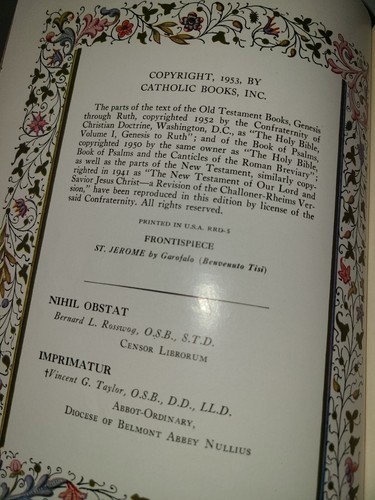 COPYRIGHT, 1953, BY
CATHOLIC BOOKS, INC.
The parts of the text of the Old Testament Books, Genesis
through Ruth, copyrighted 1952 by the Confraternity of
Christian Doctrine, Washington, D.C., as "The Holy Bible,
Volume I, Genesis to Ruth"; and of the Book of Psalms,
copyrighted 1950 by the same owner as "The Holy Bible,
Book of Psalms and the Canticles of the Roman Breviary";
as well as the parts of the New Testament, similarly copy-
righted in 1941 as "The New Testament of Our Lord and
Savior Jesus Christ—a Revision of the Challoner-Rheims Ver-
sion," have been reproduced in this edition by license of the
said Confraternity. All rights reserved.
PRINTED IN U.S.A. RRD-3
FRONTISPIECE
ST. JEROME by Garofalo (Benvenuto Tisi)
NIHIL OBSTAT
Bernard L. Rosswog, O.S.B., S.T.D.
CENSOR LIBRORUM
IMPRIMATUR
†Vincent G. Taylor, O.S.B., D.D., LL.D.
ABBOT-ORDINARY,
DIOCESE OF BELMONT ABBEY NULLIUS